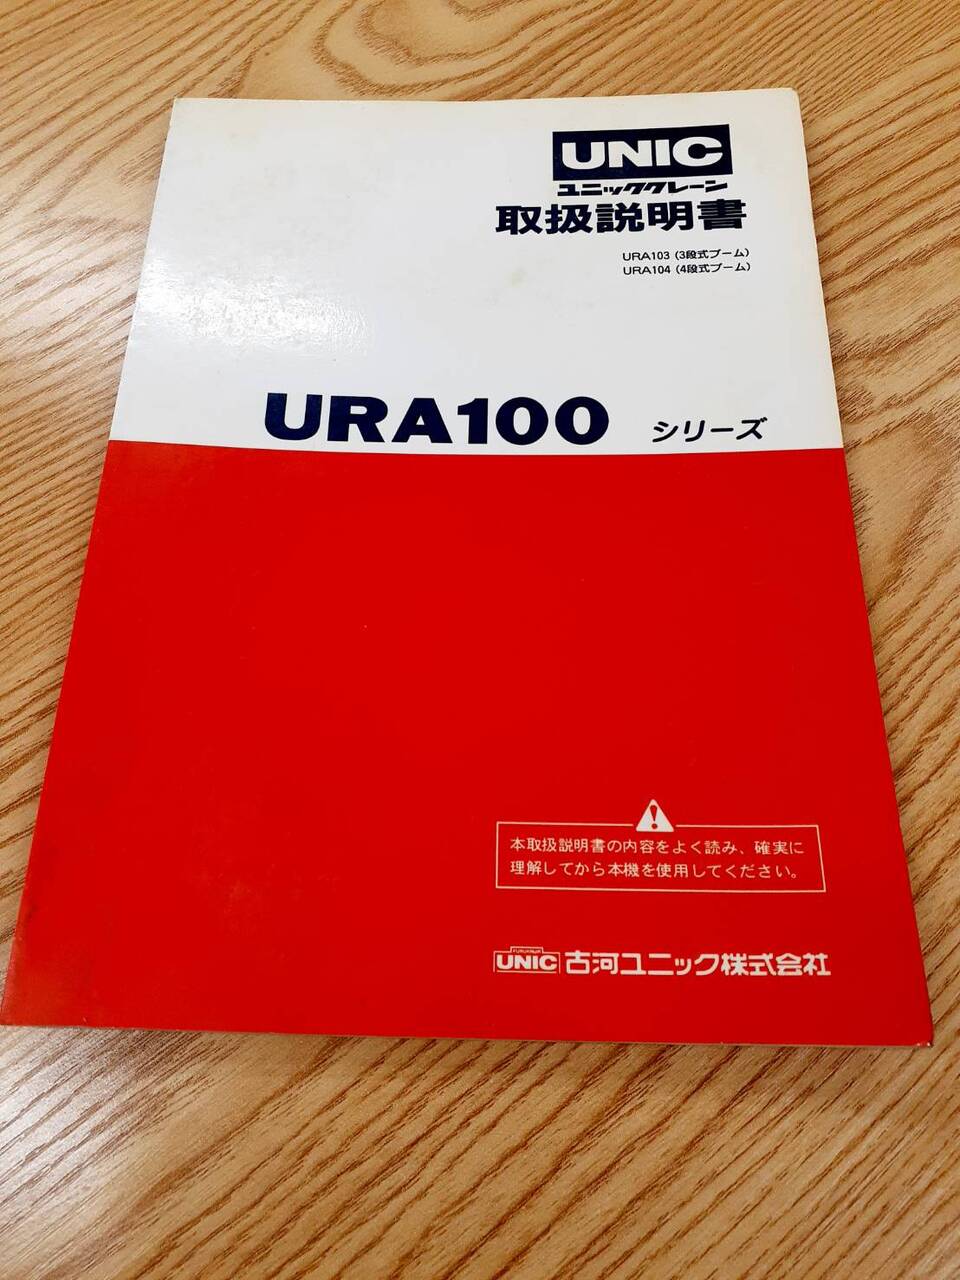 UNIC
ユニッククレーン
取扱説明書
URA103（3段式ブーム）
URA104（4段式ブーム）
URA100 シリーズ
本取扱説明書の内容をよく読み、確実に
理解してから本機を使用してください。
FURUKAWA
UNIC 古河ユニック株式会社